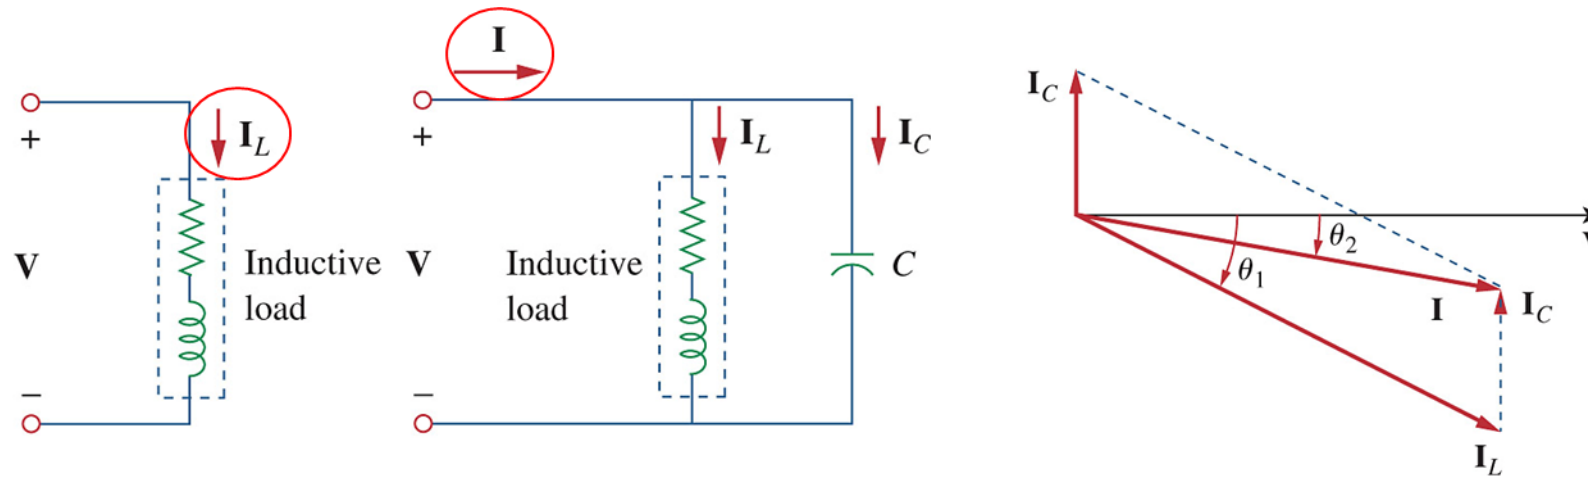 I_L
+
V
Inductive
load
−
I
I_L
I_C
+
V
Inductive
load
C
−
I_C
θ_2
θ_1
I
I_C
I_L